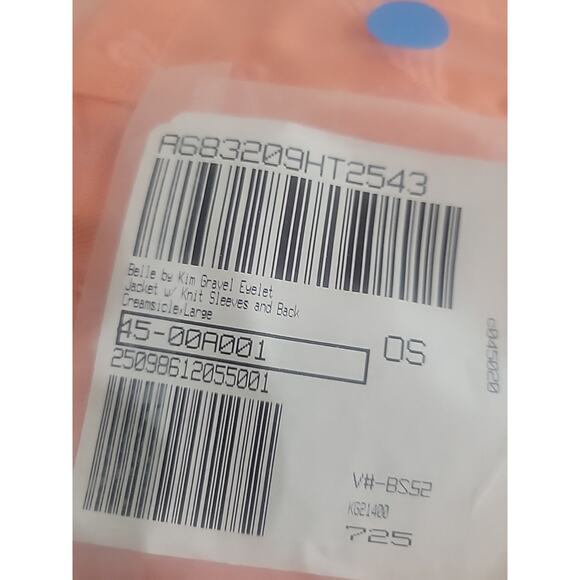 A683209HT2543
Belle by Kim Gravel Eyelet
Jacket w/ Knit Sleeves and Back
Creamsicle,Large
45-00A001
OS
25098612055001
c6045020
V#-BS52
KG21400
725